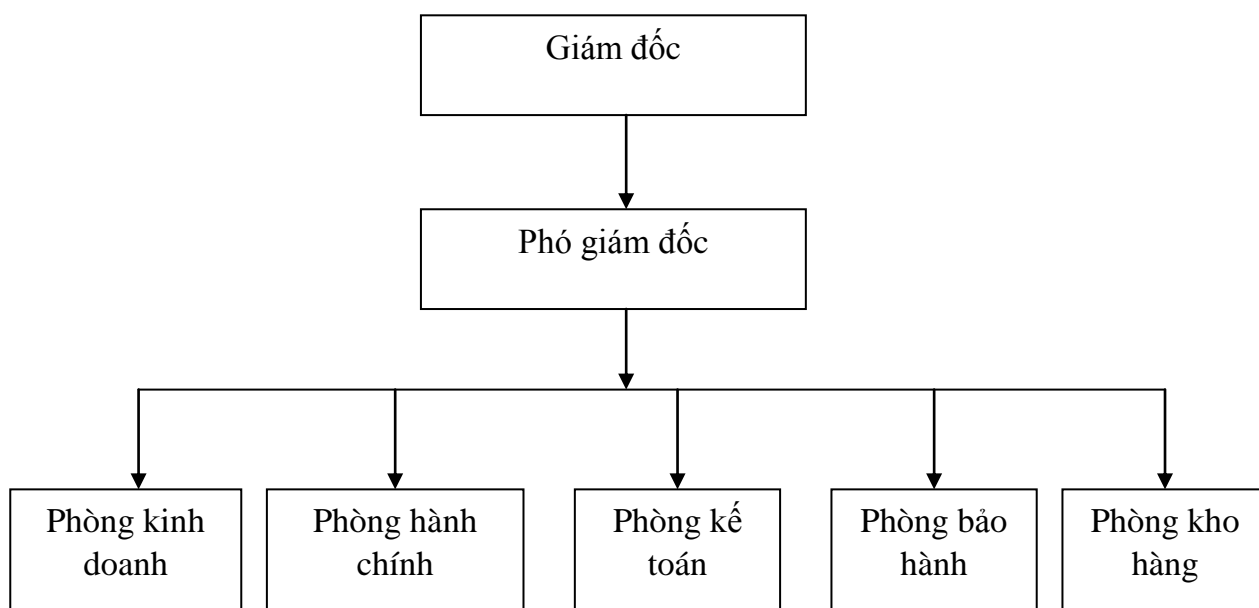 Giám đốc
Phó giám đốc
Phòng kinh
doanh
Phòng hành
chính
Phòng kế
toán
Phòng bảo
hành
Phòng kho
hàng